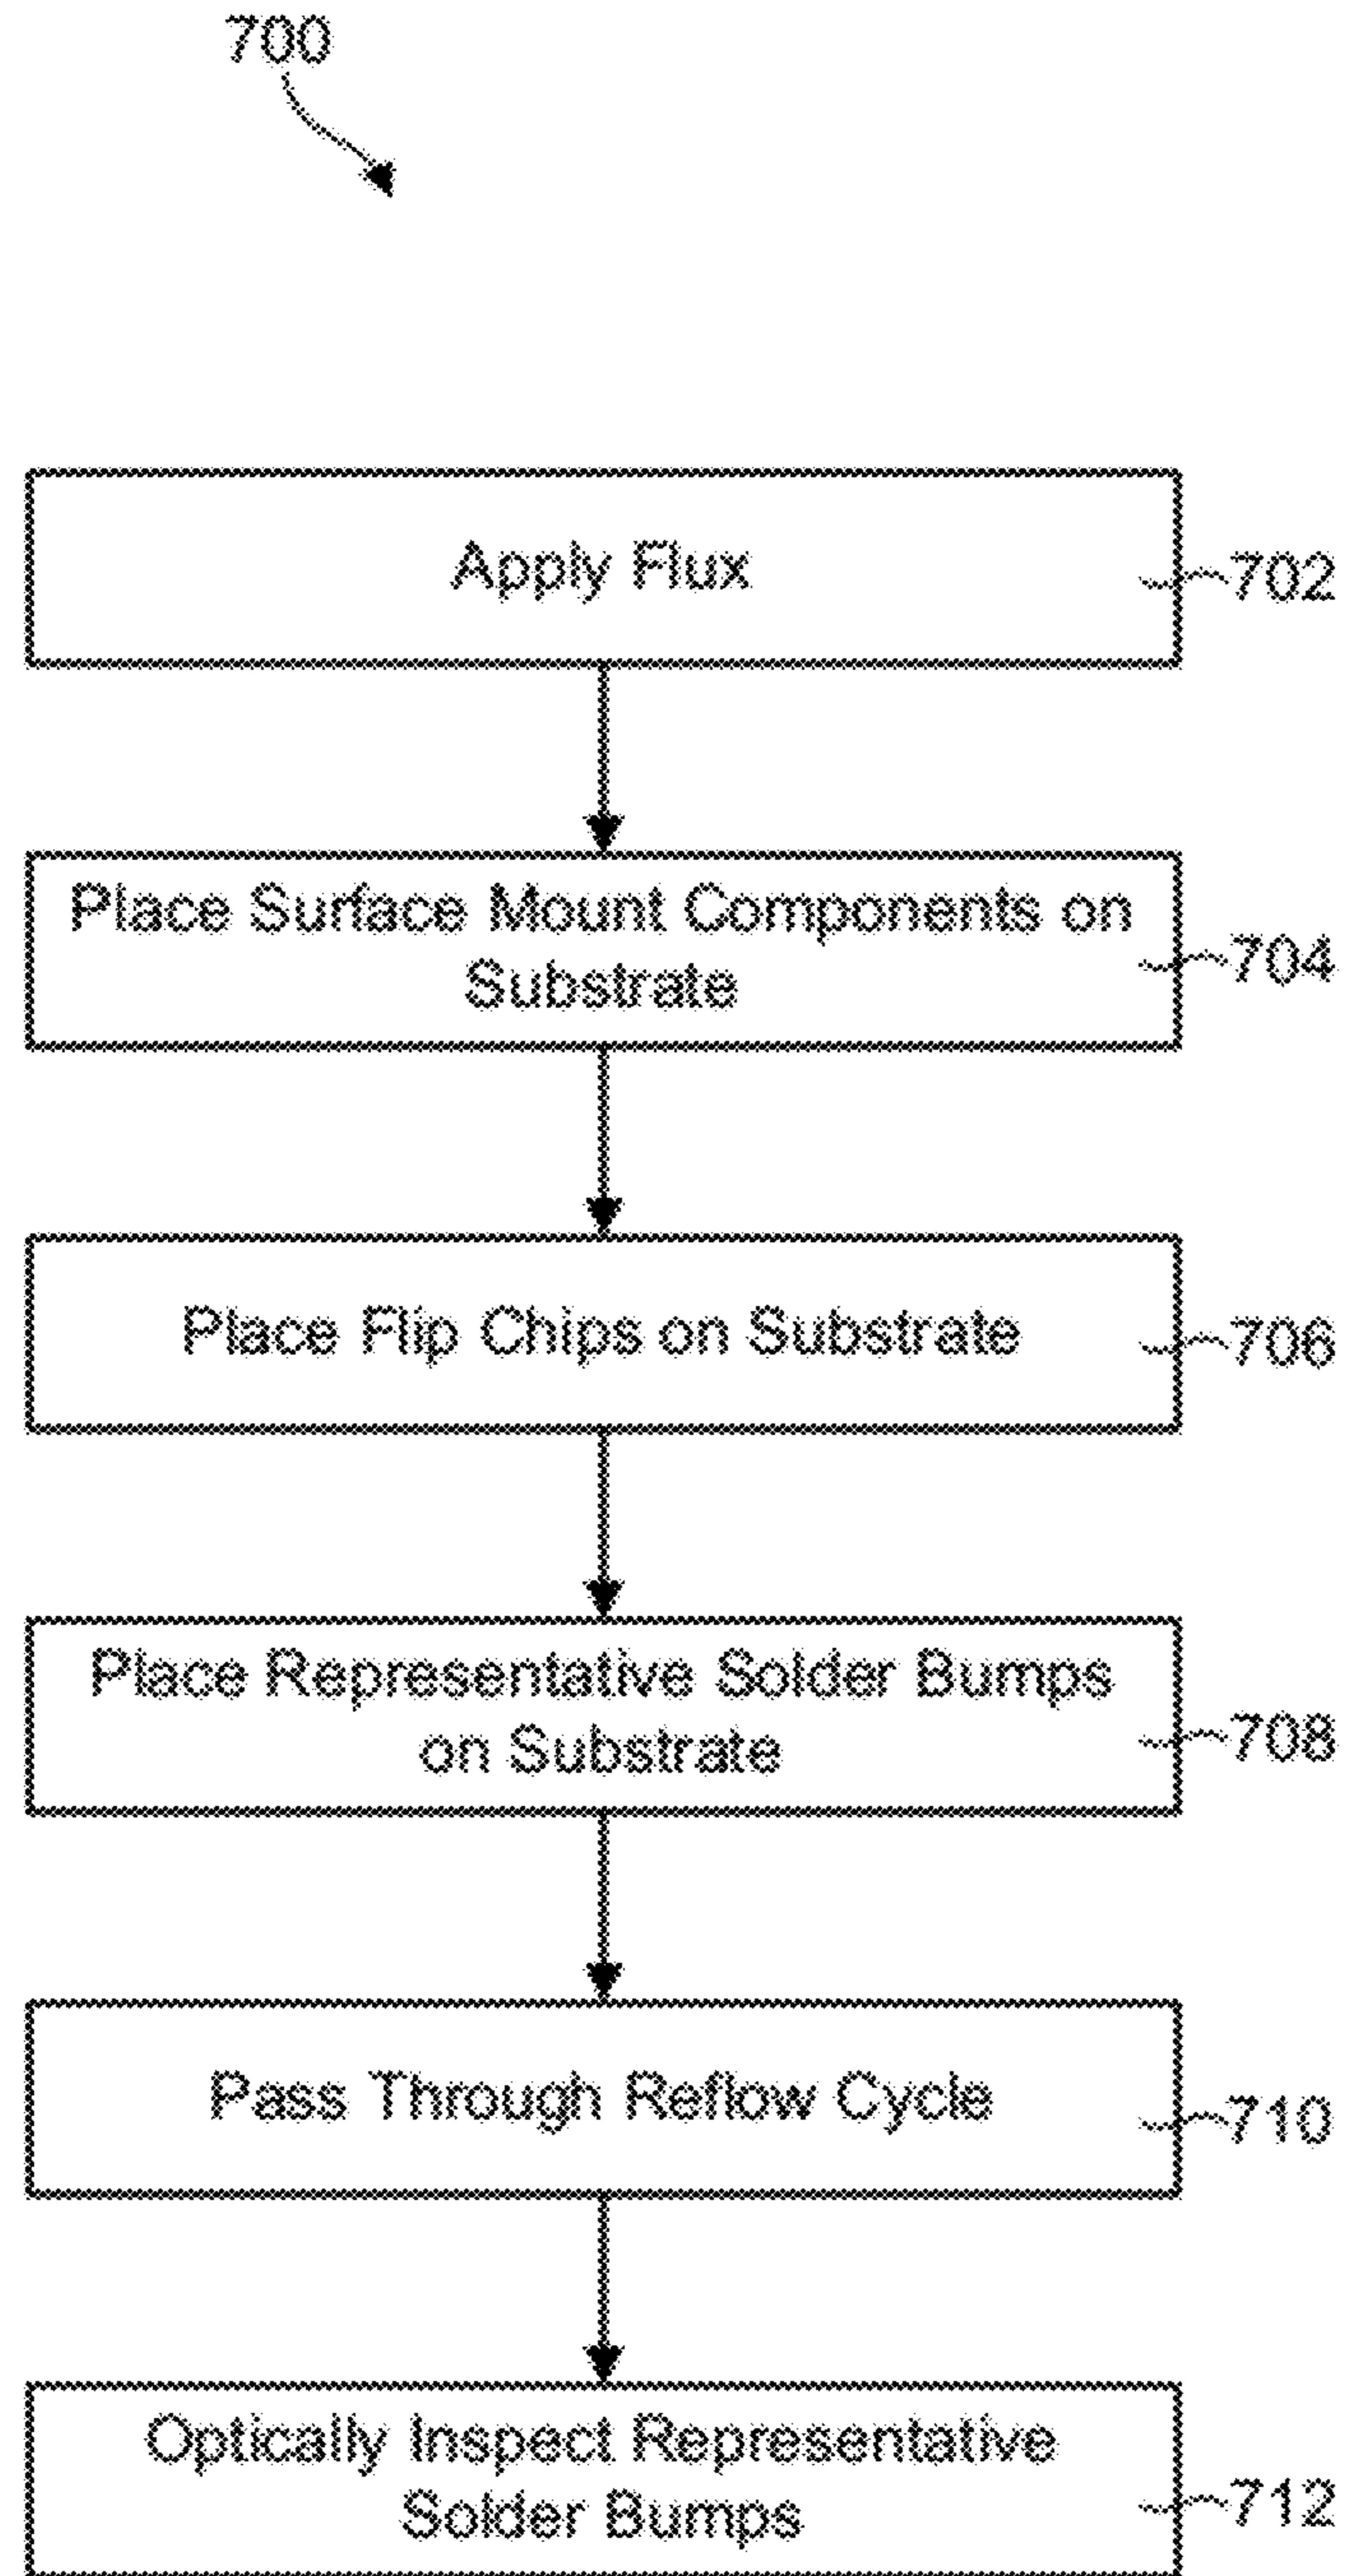 700
Apply Flux
702
Place Surface Mount Components on
Substrate
704
Place Flip Chips on Substrate
706
Place Representative Solder Bumps
on Substrate
708
Pass Through Reflow Cycle
710
Optically Inspect Representative
Solder Bumps
712